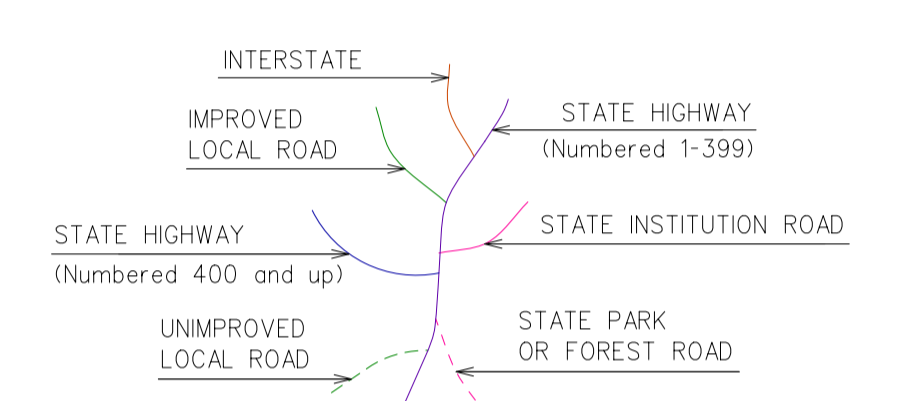 INTERSTATE
IMPROVED
LOCAL ROAD
STATE HIGHWAY
(Numbered 1-399)
STATE HIGHWAY
(Numbered 400 and up)
STATE INSTITUTION ROAD
UNIMPROVED
LOCAL ROAD
STATE PARK
OR FOREST ROAD